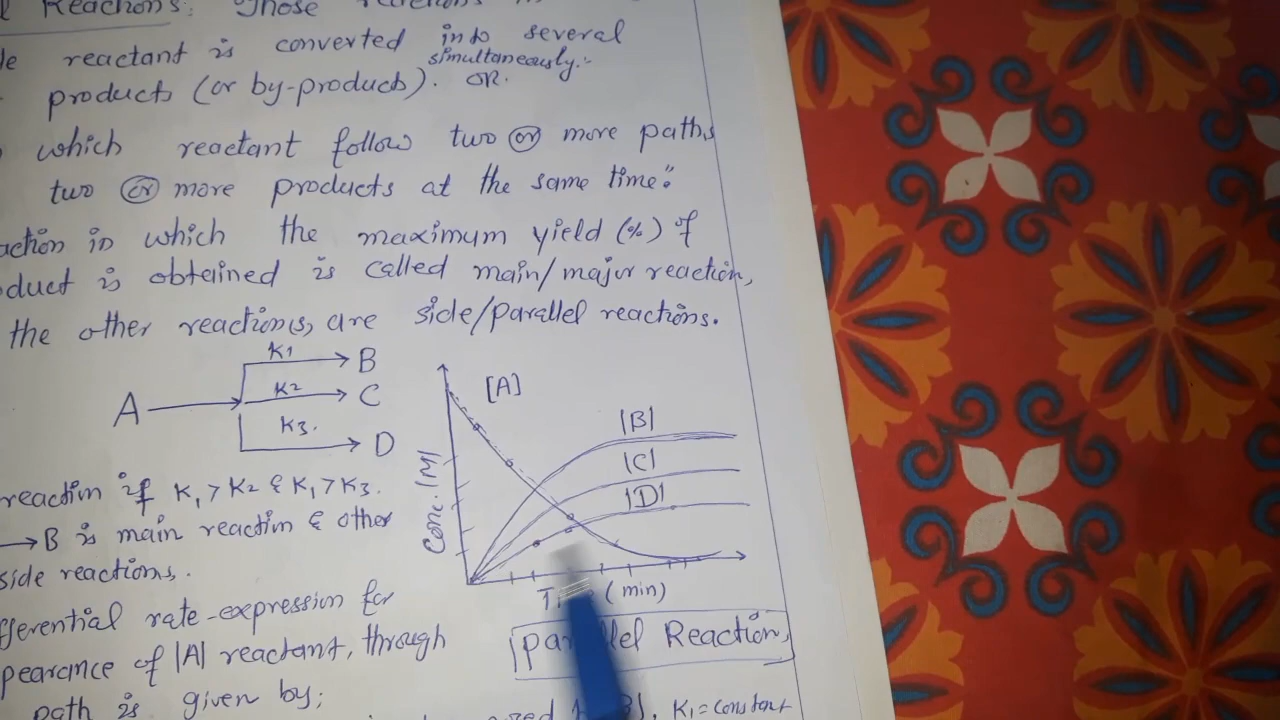 Reactions: Those reactions
reactant is converted into several
simultaneously:-
products (or by-products). OR.
which reactant follow two or more paths
two or more products at the same time."
action in which the maximum yield (%) of
duct is obtained is called main/major reaction,
the other reaction(s) are side/parallel reactions.
K1 B
A K2 C
K3. D
[A]
|B|
|C|
|D|
Conc. |M|
(min)
reaction if K1 > K2 & K1 > K3.
→ B is main reaction & other
side reactions.
fferential rate-expression for
pearance of |A| reactant, through
path is given by;
Reaction,
K1 = constant